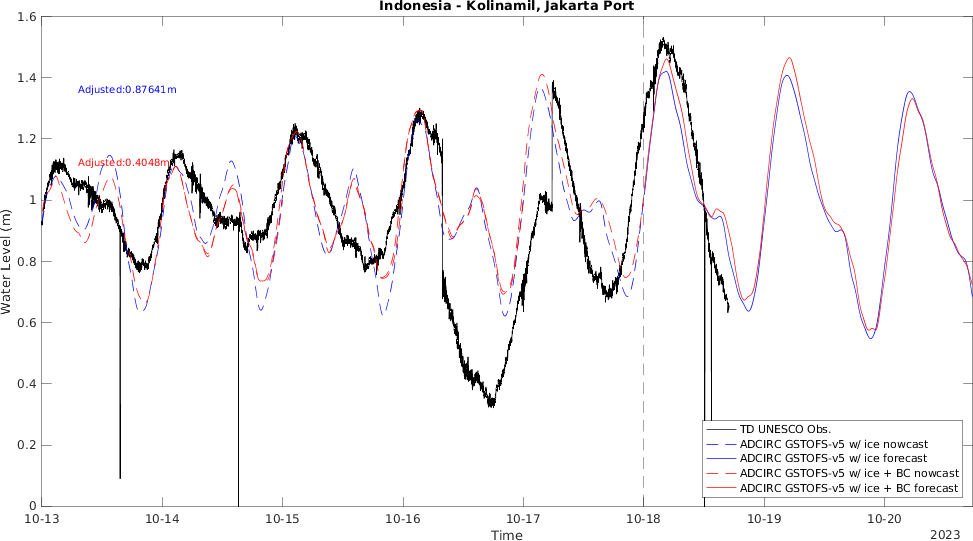 Indonesia - Kolinamil, Jakarta Port
1.6
1.4
1.2
1
0.8
0.6
0.4
0.2
0
Water Level (m)
Adjusted:0.87641m
Adjusted:0.4048m
TD UNESCO Obs.
ADCIRC GSTOFS-v5 w/ ice nowcast
ADCIRC GSTOFS-v5 w/ ice forecast
ADCIRC GSTOFS-v5 w/ ice + BC nowcast
ADCIRC GSTOFS-v5 w/ ice + BC forecast
10-13 10-14 10-15 10-16 10-17 10-18 10-19 10-20
Time
2023